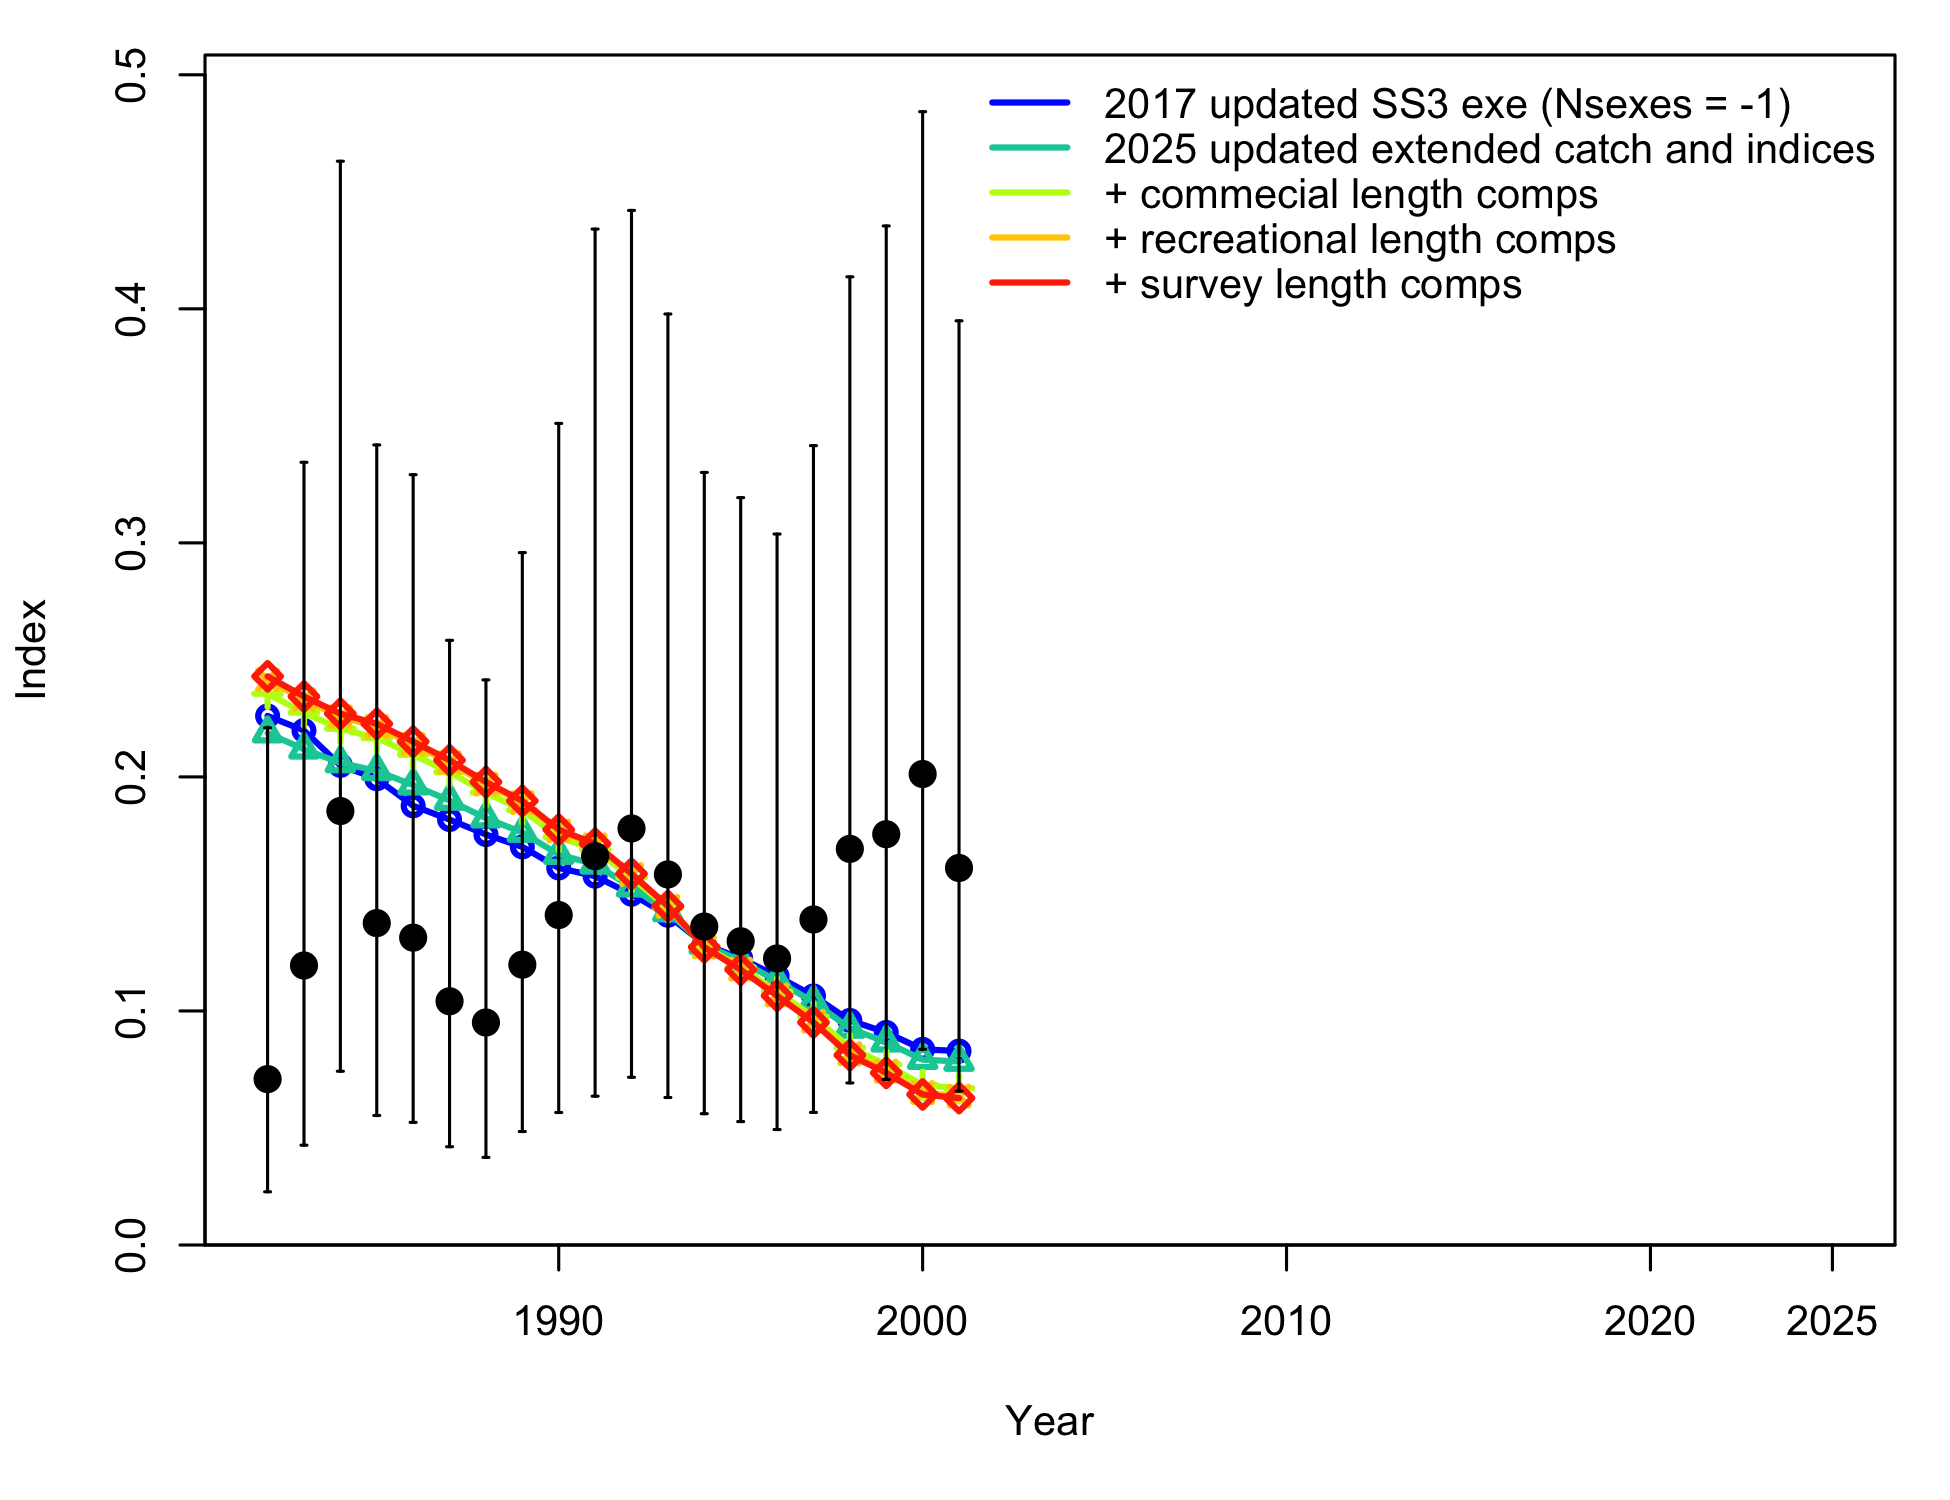 0.5
0.4
0.3
0.2
0.1
0.0
Index
2017 updated SS3 exe (Nsexes = -1)
2025 updated extended catch and indices
+ commecial length comps
+ recreational length comps
+ survey length comps
1990 2000 2010 2020 2025
Year